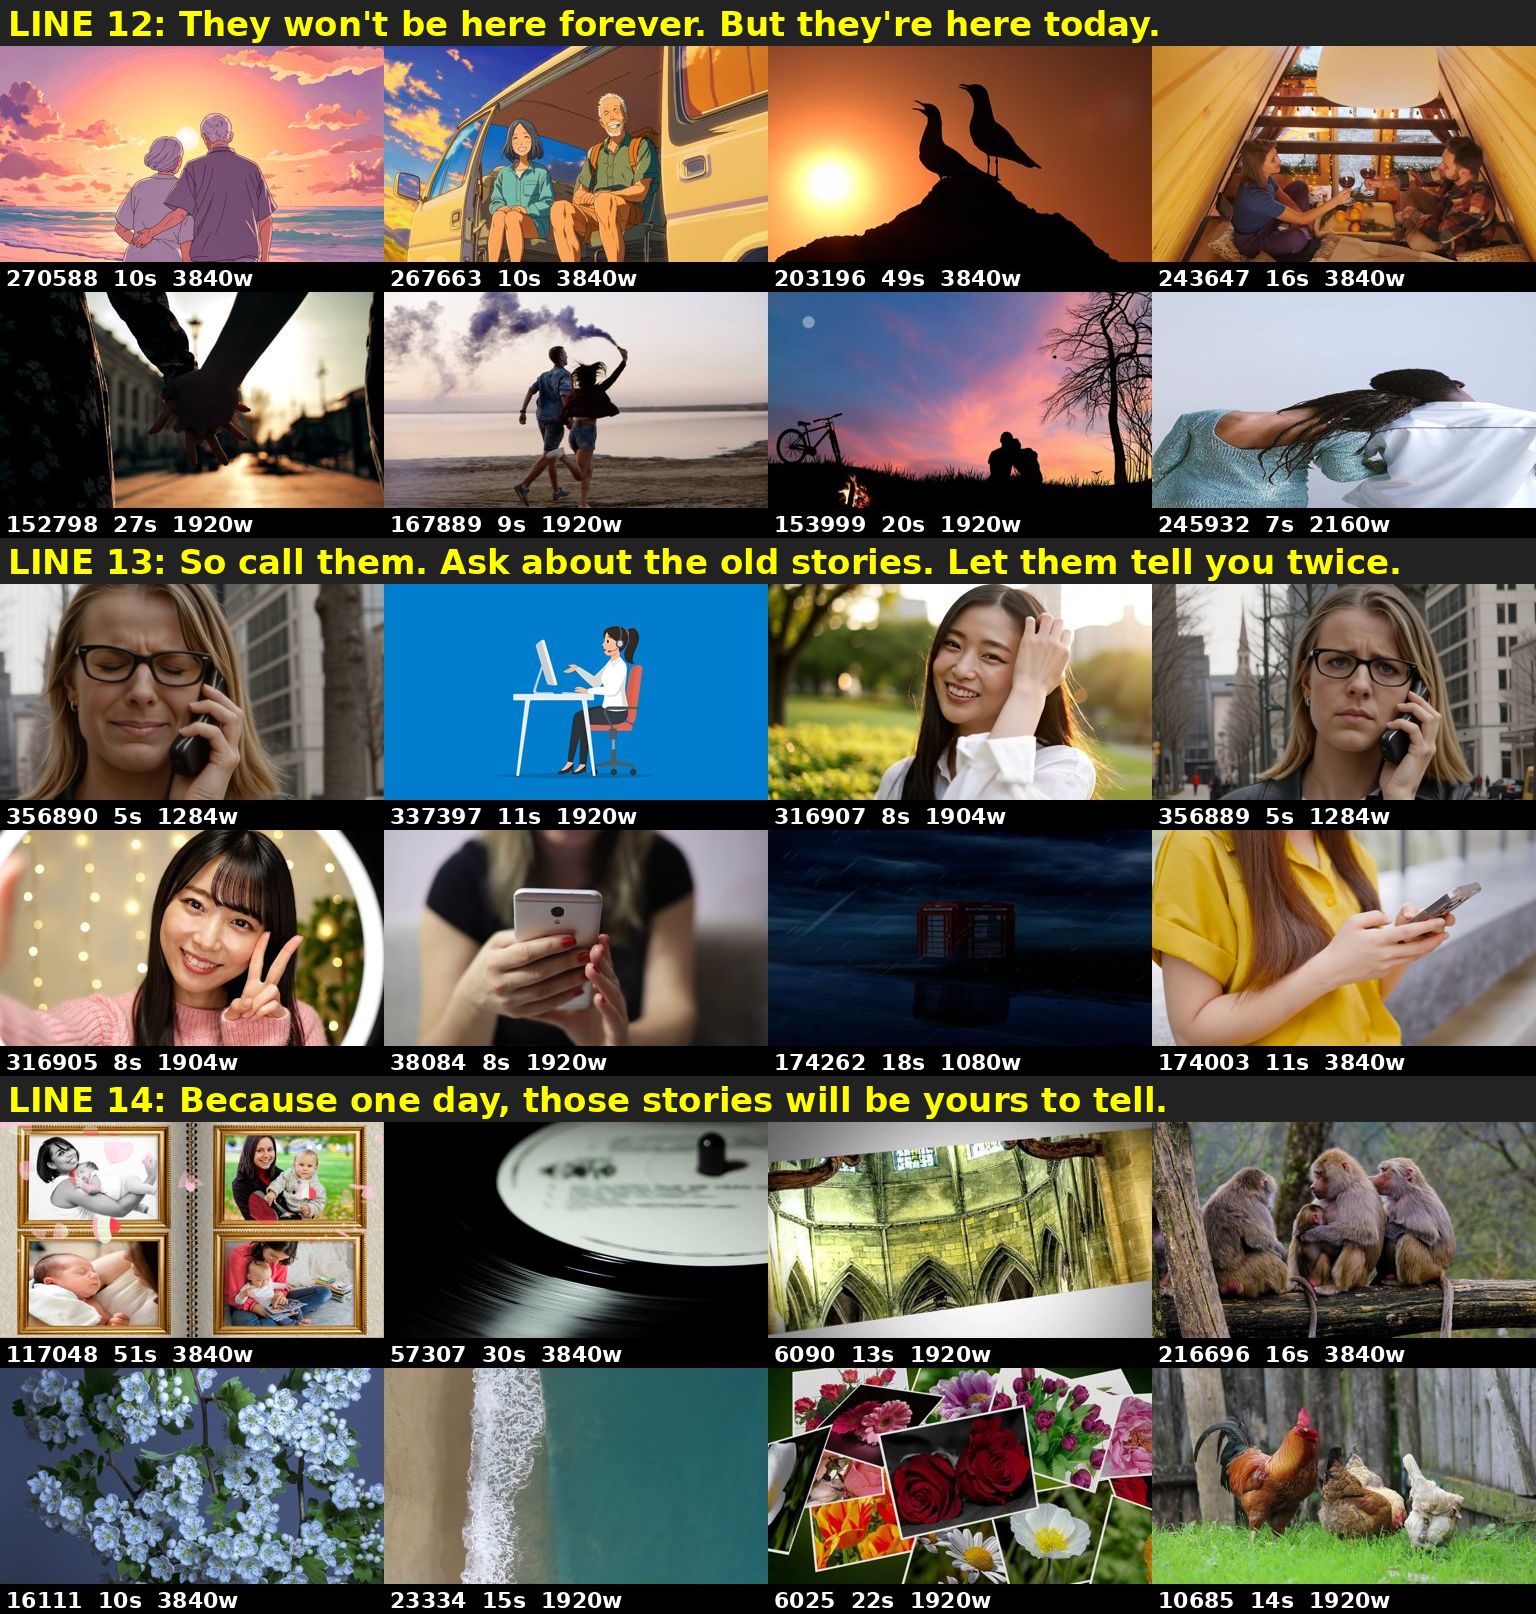 LINE 12: They won't be here forever. But they're here today.
270588 10s 3840w
267663 10s 3840w
203196 49s 3840w
243647 16s 3840w
152798 27s 1920w
167889 9s 1920w
153999 20s 1920w
245932 7s 2160w
LINE 13: So call them. Ask about the old stories. Let them tell you twice.
356890 5s 1284w
337397 11s 1920w
316907 8s 1904w
356889 5s 1284w
316905 8s 1904w
38084 8s 1920w
174262 18s 1080w
174003 11s 3840w
LINE 14: Because one day, those stories will be yours to tell.
117048 51s 3840w
57307 30s 3840w
6090 13s 1920w
216696 16s 3840w
16111 10s 3840w
23334 15s 1920w
6025 22s 1920w
10685 14s 1920w